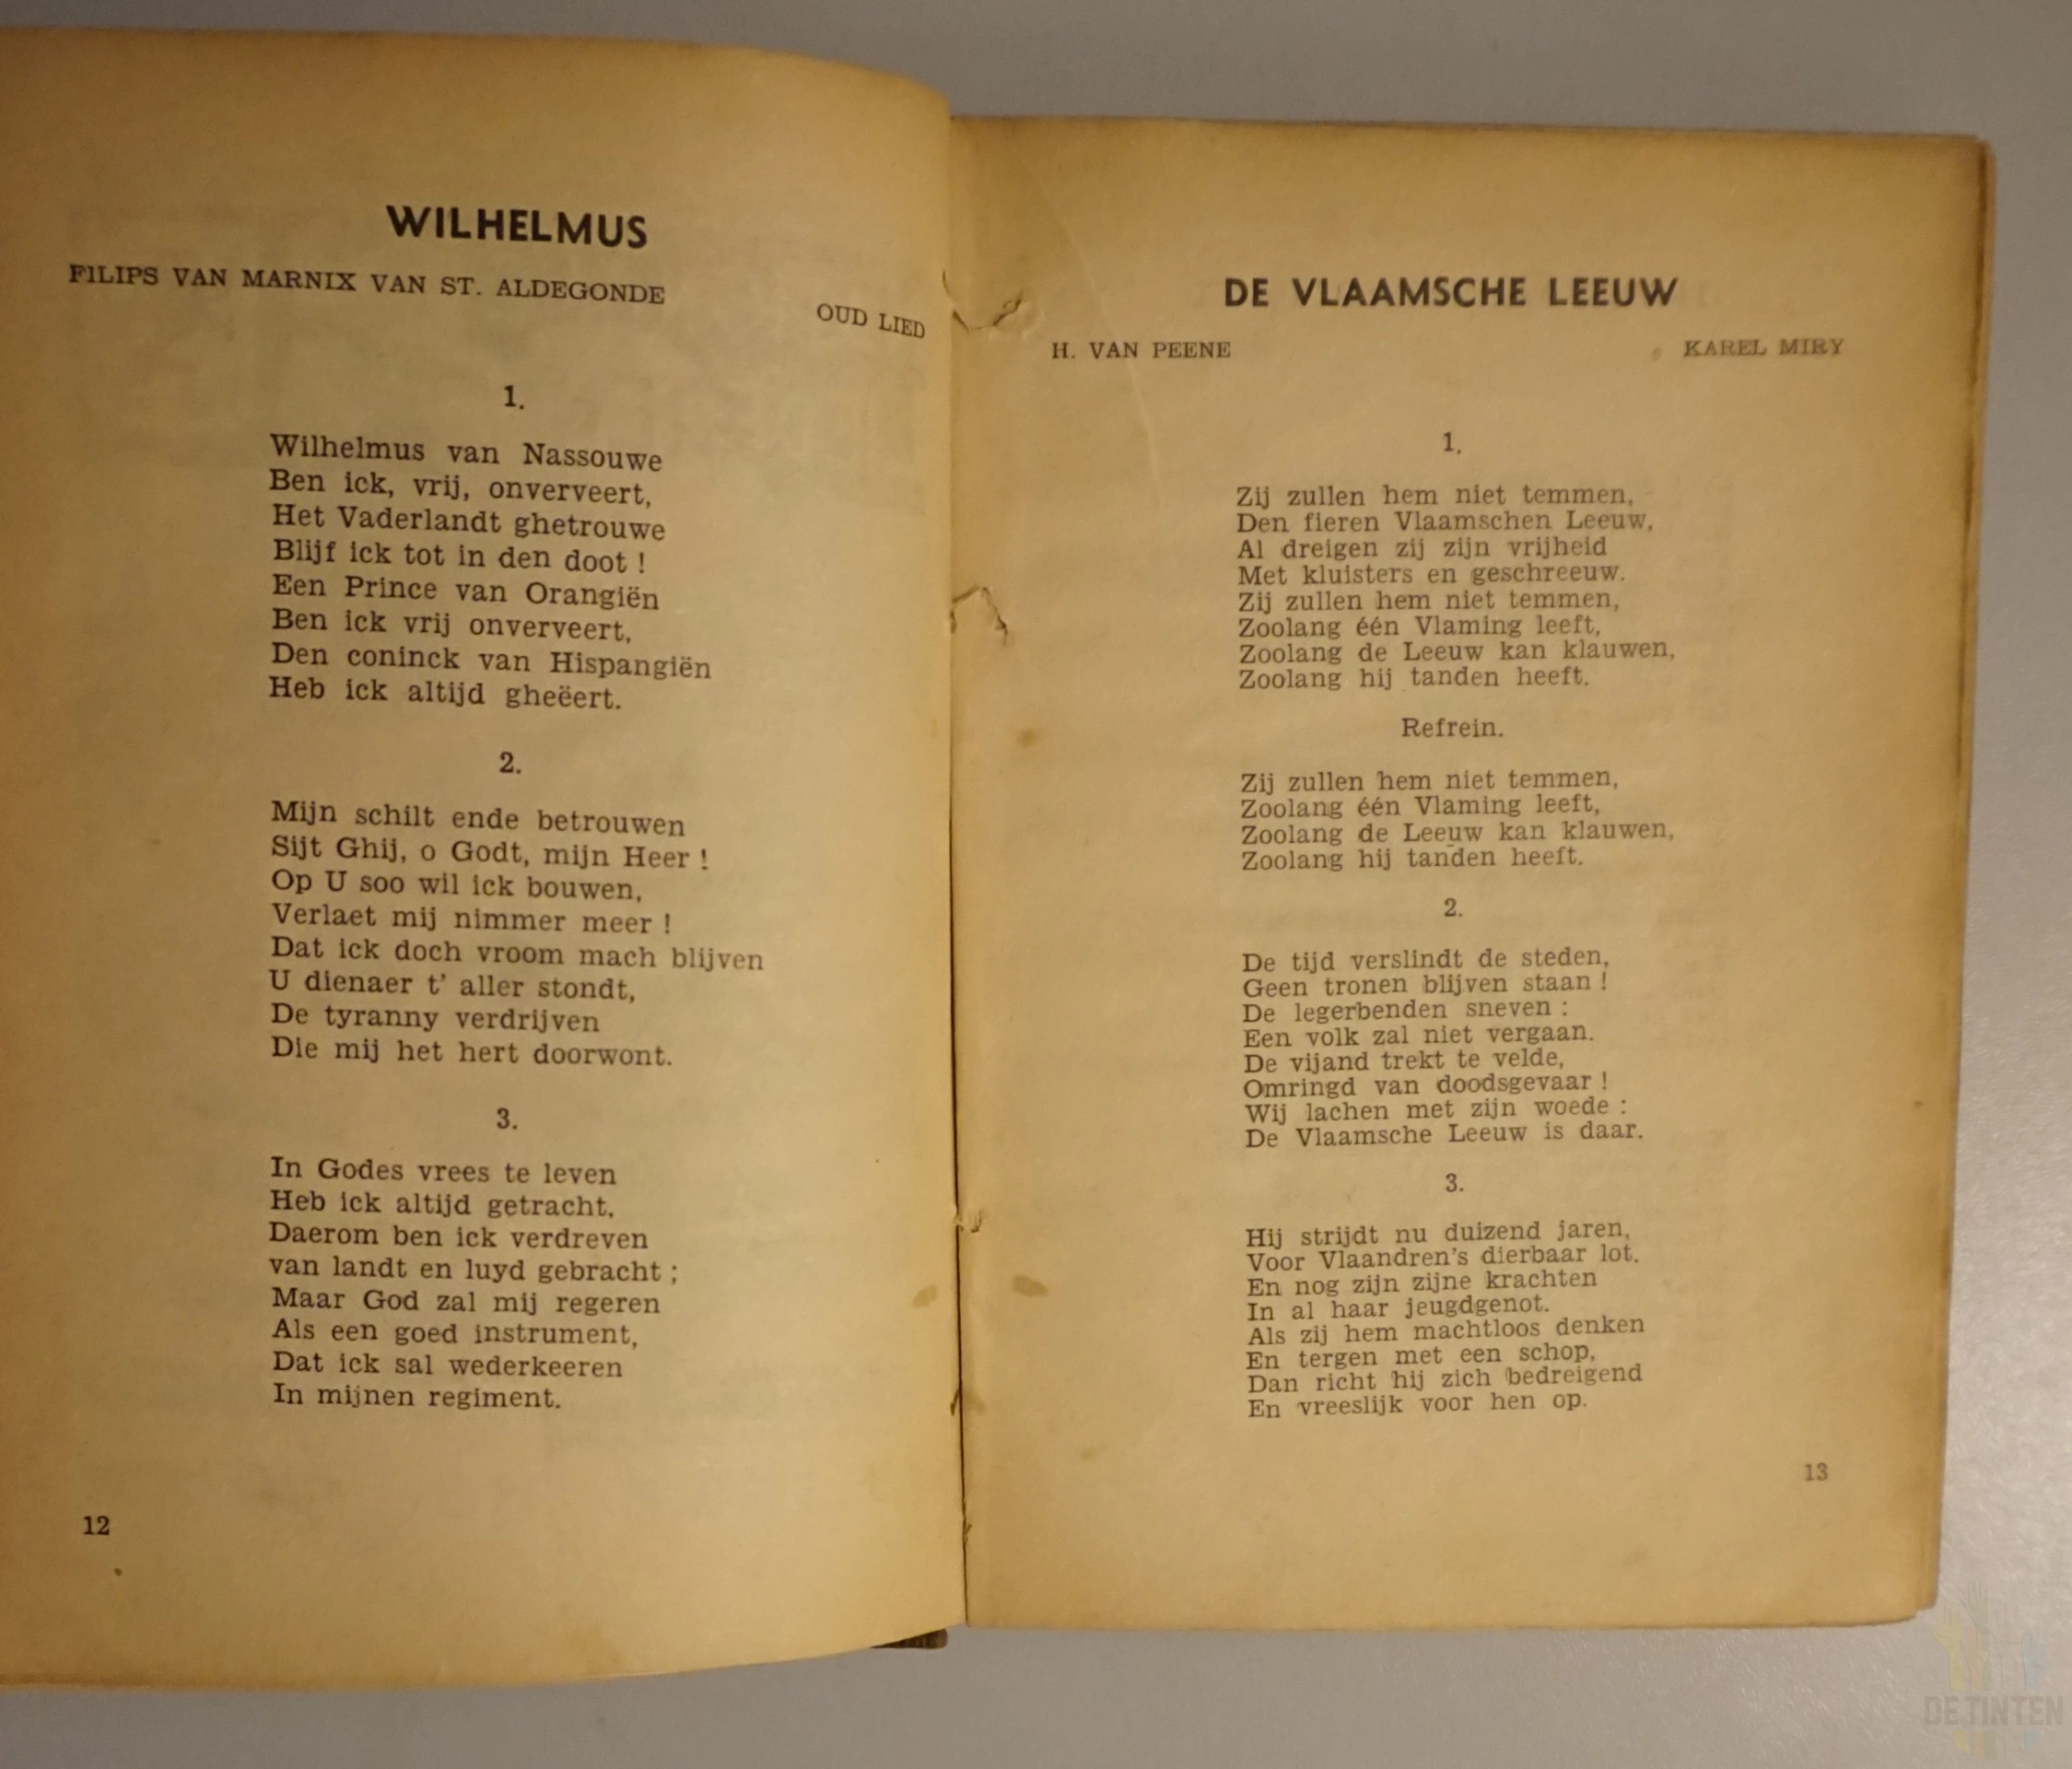 WILHELMUS
FILIPS VAN MARNIX VAN ST. ALDEGONDE
OUD LIED
1.
Wilhelmus van Nassouwe
Ben ick, vrij, onverveert,
Het Vaderlandt ghetrouwe
Blijf ick tot in den doot !
Een Prince van Orangiën
Ben ick vrij onverveert,
Den coninck van Hispangiën
Heb ick altijd gheëert.
2.
Mijn schilt ende betrouwen
Sijt Ghij, o Godt, mijn Heer !
Op U soo wil ick bouwen,
Verlaet mij nimmer meer !
Dat ick doch vroom mach blijven
U dienaer t' aller stondt,
De tyranny verdrijven
Die mij het hert doorwont.
3.
In Godes vrees te leven
Heb ick altijd getracht,
Daerom ben ick verdreven
van landt en luyd gebracht ;
Maar God zal mij regeren
Als een goed instrument,
Dat ick sal wederkeeren
In mijnen regiment.
12
DE VLAAMSCHE LEEUW
H. VAN PEENE KAREL MIRY
1.
Zij zullen hem niet temmen,
Den fieren Vlaamschen Leeuw,
Al dreigen zij zijn vrijheid
Met kluisters en geschreeuw.
Zij zullen hem niet temmen,
Zoolang één Vlaming leeft,
Zoolang de Leeuw kan klauwen,
Zoolang hij tanden heeft.
Refrein.
Zij zullen hem niet temmen,
Zoolang één Vlaming leeft,
Zoolang de Leeuw kan klauwen,
Zoolang hij tanden heeft.
2.
De tijd verslindt de steden,
Geen tronen blijven staan !
De legerbenden sneven :
Een volk zal niet vergaan.
De vijand trekt te velde,
Omringd van doodsgevaar !
Wij lachen met zijn woede :
De Vlaamsche Leeuw is daar.
3.
Hij strijdt nu duizend jaren,
Voor Vlaandren's dierbaar lot.
En nog zijn zijne krachten
In al haar jeugdgenot.
Als zij hem machtloos denken
En tergen met een schop,
Dan richt hij zich bedreigend
En vreeslijk voor hen op.
13
DE TINTEN